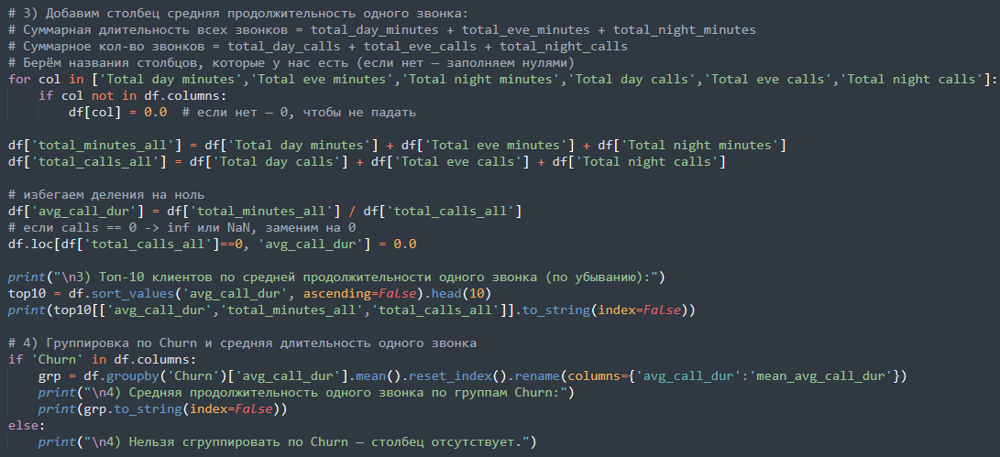 # 3) Добавим столбец средняя продолжительность одного звонка:
# Суммарная длительность всех звонков = total_day_minutes + total_eve_minutes + total_night_minutes
# Суммарное кол-во звонков = total_day_calls + total_eve_calls + total_night_calls
# Берём названия столбцов, которые у нас есть (если нет — заполняем нулями)
for col in ['Total day minutes','Total eve minutes','Total night minutes','Total day calls','Total eve calls','Total night calls']:
    if col not in df.columns:
        df[col] = 0.0  # если нет — 0, чтобы не падать

df['total_minutes_all'] = df['Total day minutes'] + df['Total eve minutes'] + df['Total night minutes']
df['total_calls_all'] = df['Total day calls'] + df['Total eve calls'] + df['Total night calls']

# избегаем деления на ноль
df['avg_call_dur'] = df['total_minutes_all'] / df['total_calls_all']
# если calls == 0 -> inf или NaN, заменим на 0
df.loc[df['total_calls_all']==0, 'avg_call_dur'] = 0.0

print("\n3) Топ-10 клиентов по средней продолжительности одного звонка (по убыванию):")
top10 = df.sort_values('avg_call_dur', ascending=False).head(10)
print(top10[['avg_call_dur','total_minutes_all','total_calls_all']].to_string(index=False))

# 4) Группировка по Churn и средняя длительность одного звонка
if 'Churn' in df.columns:
    grp = df.groupby('Churn')['avg_call_dur'].mean().reset_index().rename(columns={'avg_call_dur':'mean_avg_call_dur'})
    print("\n4) Средняя продолжительность одного звонка по группам Churn:")
    print(grp.to_string(index=False))
else:
    print("\n4) Нельзя сгруппировать по Churn — столбец отсутствует.")